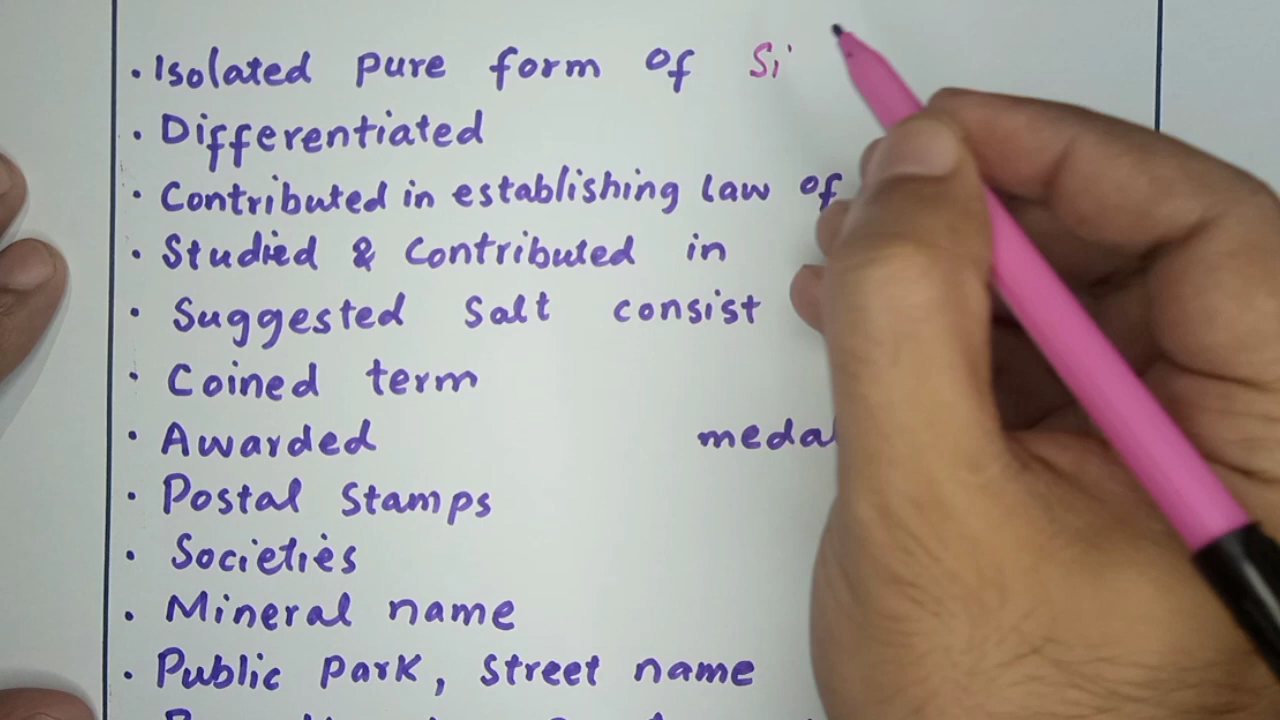 • Isolated pure form of Si
• Differentiated
• Contributed in establishing law of
• Studied & Contributed in
• Suggested Salt consist
• Coined term
• Awarded medal
• Postal Stamps
• Societies
• Mineral name
• Public Park, Street name